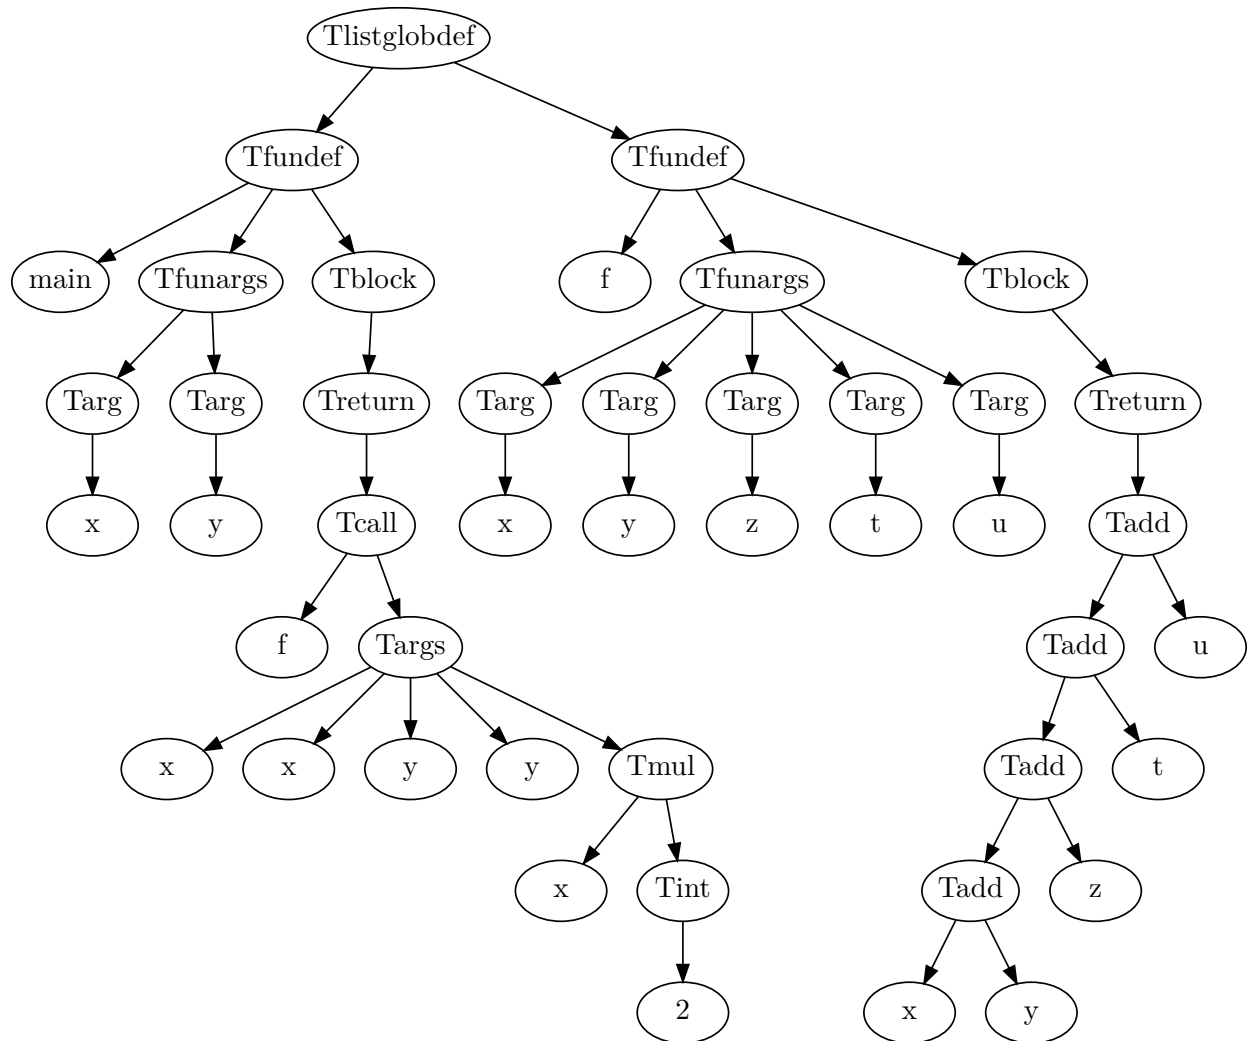 Tlistglobdef
Tfundef Tfundef
main Tfunargs Tblock f Tfunargs Tblock
Targ Targ Treturn Targ Targ Targ Targ Targ Treturn
x y Tcall x y z t u Tadd
f Targs Tadd u
x x y y Tmul Tadd t
x Tint Tadd z
2 x y